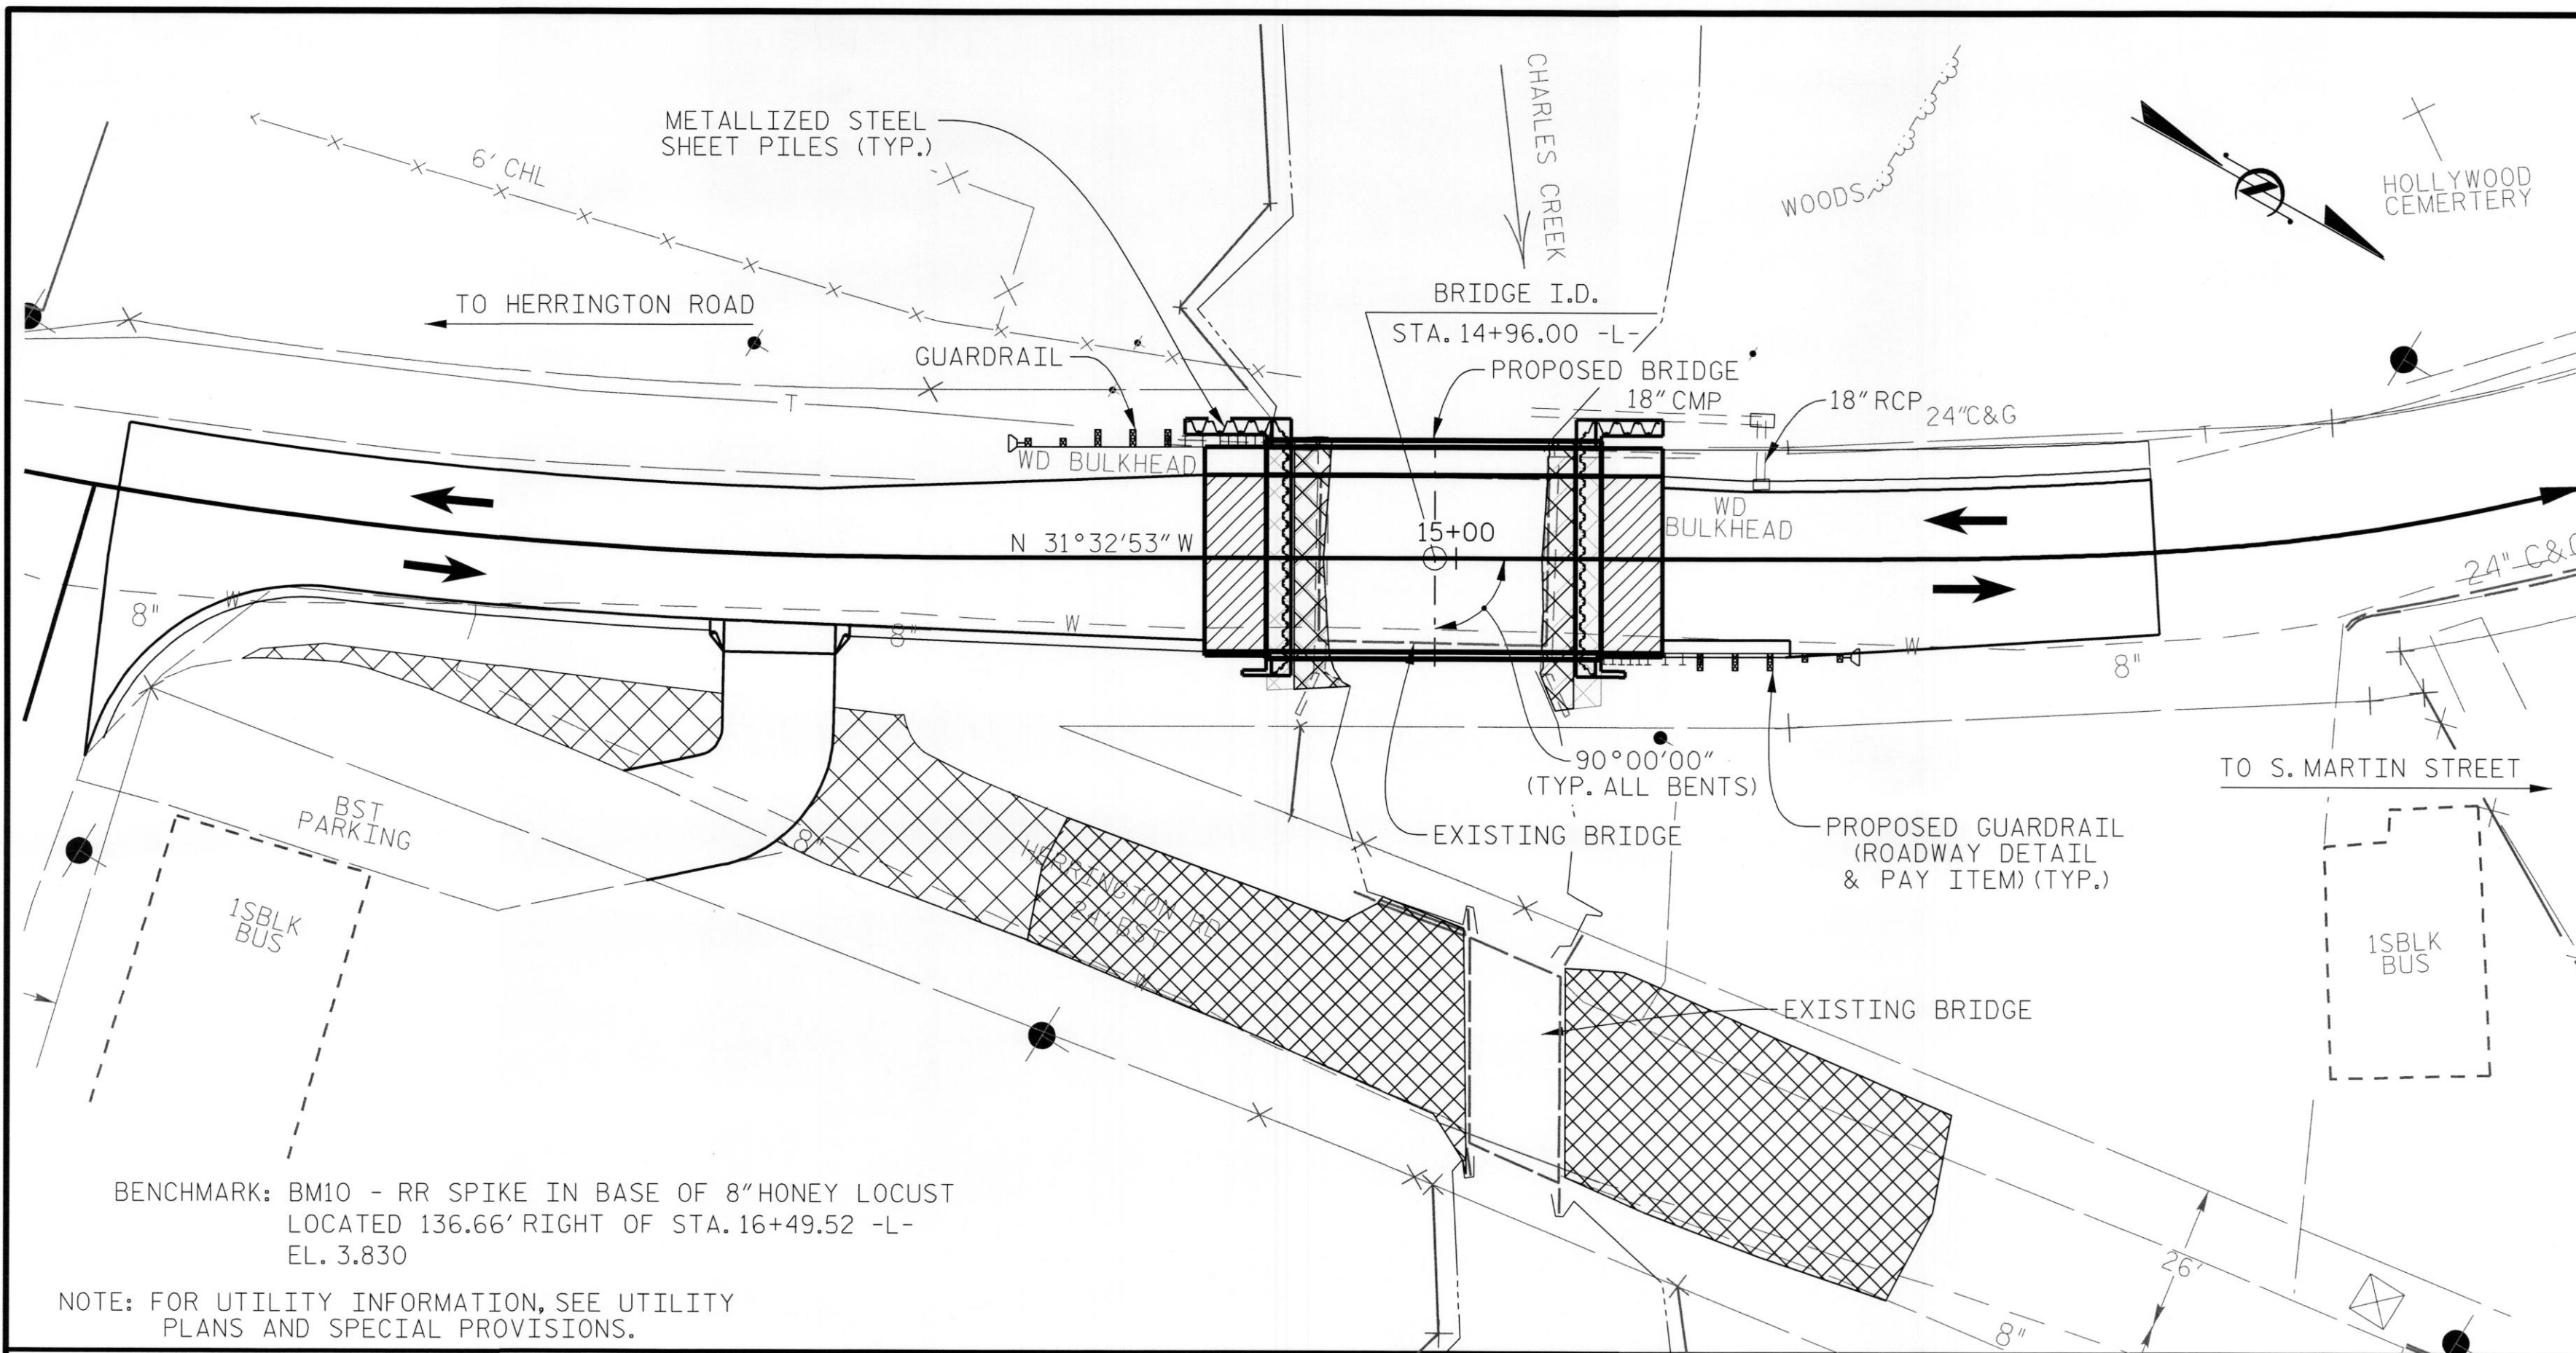 METALLIZED STEEL
SHEET PILES (TYP.)
6' CHL
CHARLES CREEK
WOODS
HOLLYWOOD
CEMERTERY
TO HERRINGTON ROAD
BRIDGE I.D.
STA. 14+96.00 -L-
GUARDRAIL
PROPOSED BRIDGE
18" CMP
18" RCP
24"C&G
T
T
WD BULKHEAD
WD
BULKHEAD
15+00
N 31°32'53" W
24" C&G
8"
W
8"
W
W
8"
90°00'00"
(TYP. ALL BENTS)
TO S. MARTIN STREET
BST
PARKING
EXISTING BRIDGE
PROPOSED GUARDRAIL
(ROADWAY DETAIL
& PAY ITEM) (TYP.)
8"
HERRINGTON RD
24' BST
W
1SBLK
BUS
1SBLK
BUS
EXISTING BRIDGE
BENCHMARK: BM10 - RR SPIKE IN BASE OF 8" HONEY LOCUST
LOCATED 136.66' RIGHT OF STA. 16+49.52 -L-
EL. 3.830
26'
8"
NOTE: FOR UTILITY INFORMATION, SEE UTILITY
PLANS AND SPECIAL PROVISIONS.